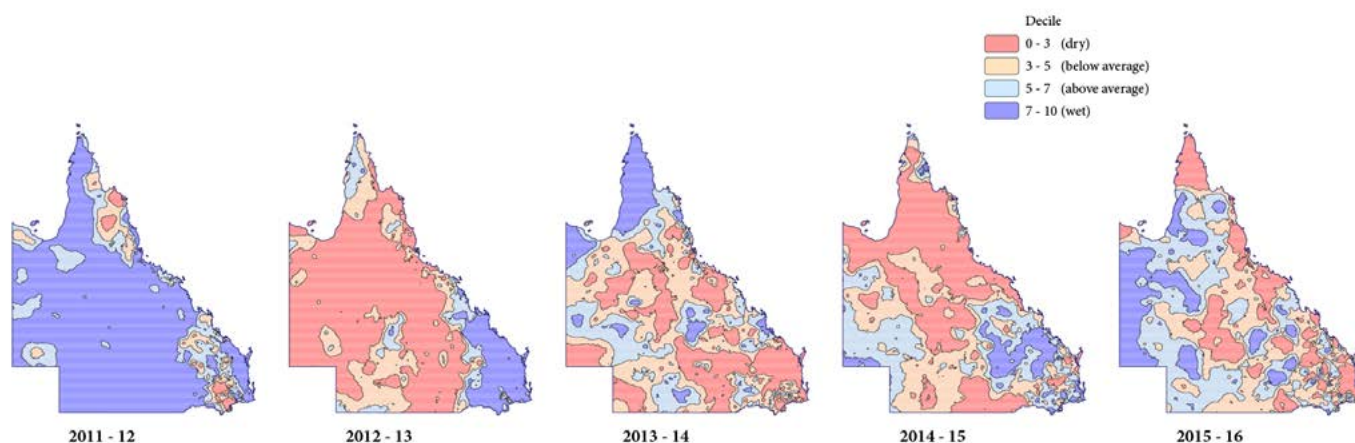 Decile
0 - 3 (dry)
3 - 5 (below average)
5 - 7 (above average)
7 - 10 (wet)
2011 - 12
2012 - 13
2013 - 14
2014 - 15
2015 - 16